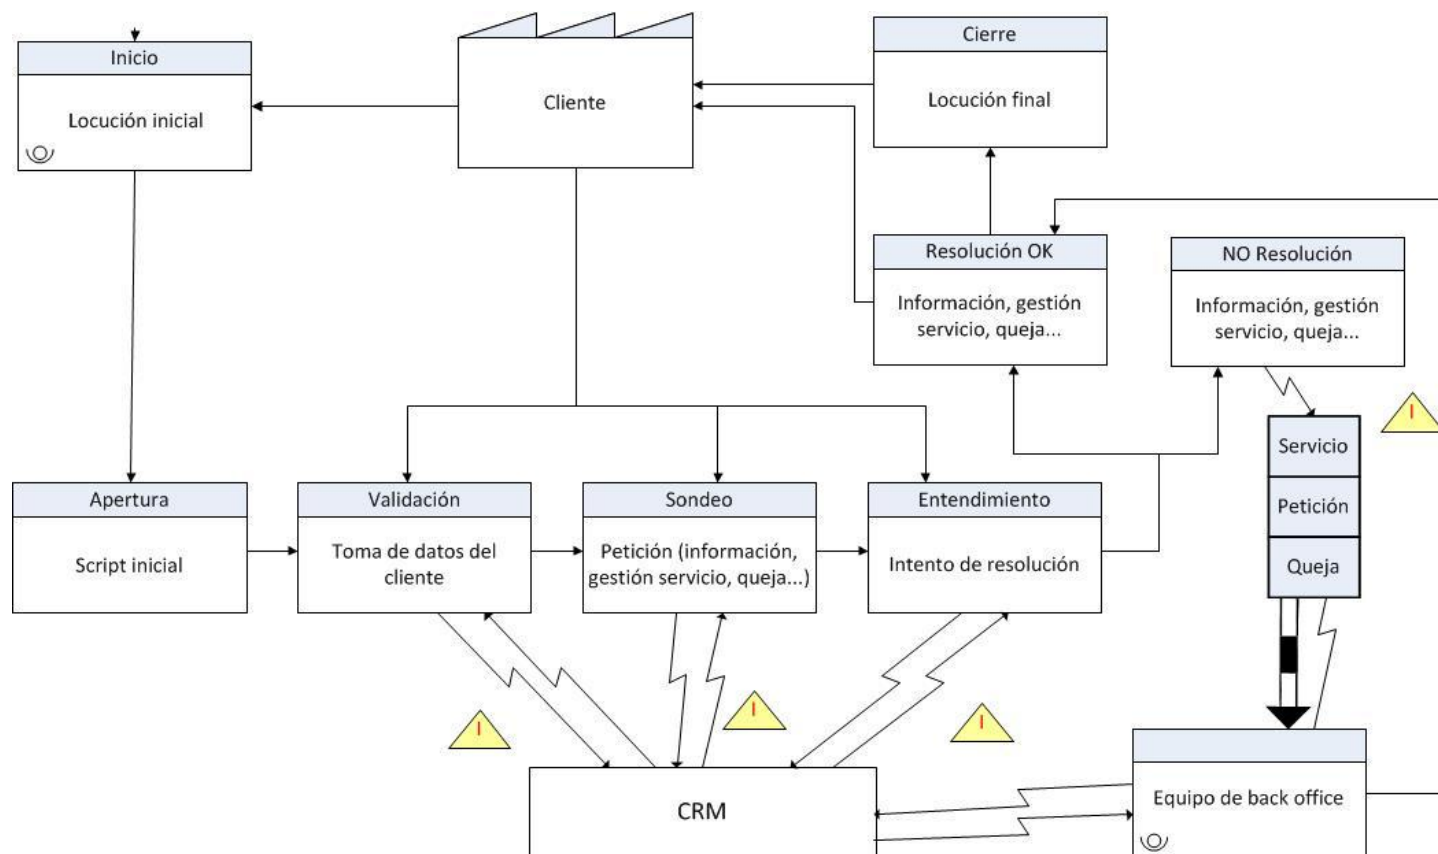 Inicio
Locución inicial
Cliente
Cierre
Locución final
Resolución OK
Información, gestión
servicio, queja...
NO Resolución
Información, gestión
servicio, queja...
I
Servicio
Petición
Queja
Apertura
Script inicial
Validación
Toma de datos del
cliente
Sondeo
Petición (información,
gestión servicio, queja...)
Entendimiento
Intento de resolución
I
I
I
CRM
Equipo de back office